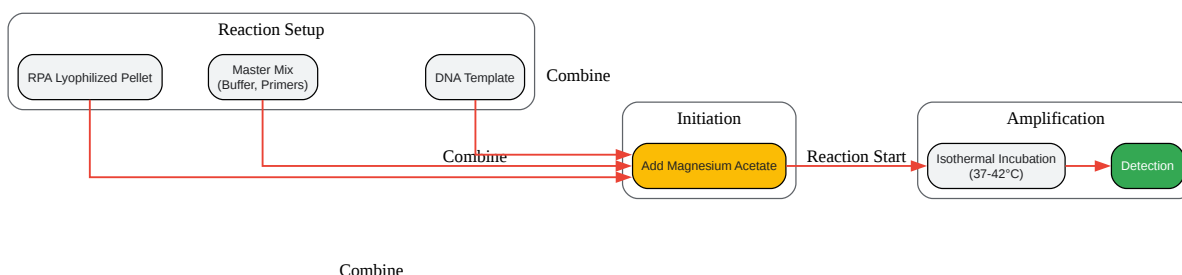 Reaction Setup
RPA Lyophilized Pellet
Master Mix
(Buffer, Primers)
DNA Template
Combine
Combine
Combine
Initiation
Add Magnesium Acetate
Reaction Start
Amplification
Isothermal Incubation
(37-42°C)
Detection